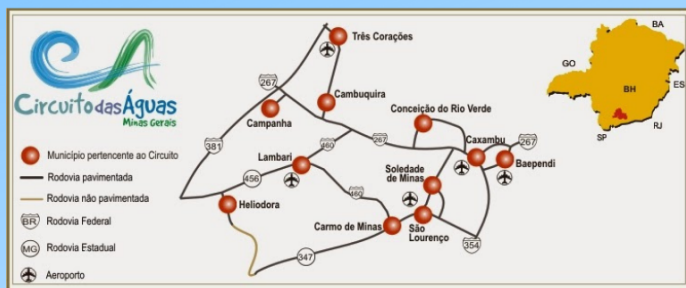 Circuito das Águas
Minas Gerais
Município pertencente ao Circuito
Rodovia pavimentada
Rodovia não pavimentada
BR Rodovia Federal
MG Rodovia Estadual
Aeroporto
Três Corações
267
Cambuquira
Campanha
Conceição do Rio Verde
381
460
267
Caxambu
267
Lambari
Baependi
456
Soledade
de Minas
460
Heliodora
Carmo de Minas
São
Lourenço
354
347
BA
GO
ES
BH
SP
RJ